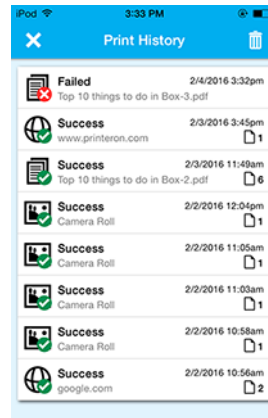 iPod 3:33 PM
Print History
Failed 2/4/2016 3:32pm
Top 10 things to do in Box-3.pdf
Success 2/3/2016 3:45pm
www.printeron.com 1
Success 2/3/2016 11:49am
Top 10 things to do in Box-2.pdf 6
Success 2/2/2016 12:04pm
Camera Roll 1
Success 2/2/2016 11:05am
Camera Roll 1
Success 2/2/2016 11:03am
Camera Roll 1
Success 2/2/2016 10:58am
Camera Roll 1
Success 2/2/2016 10:56am
google.com 2